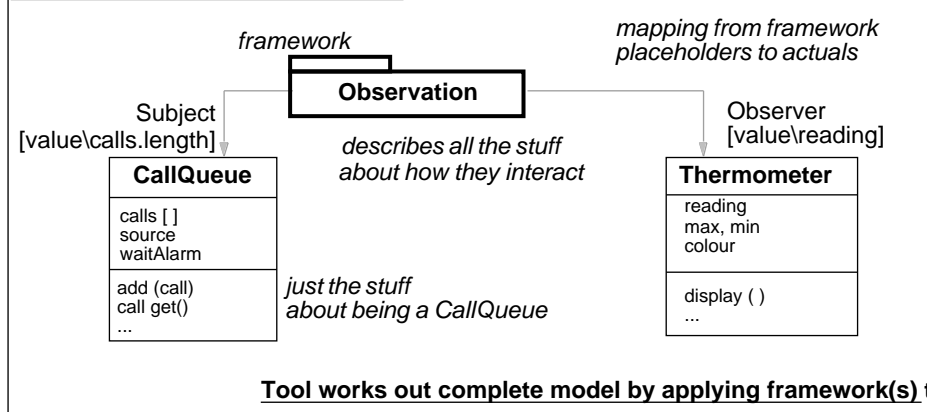 framework
mapping from framework
placeholders to actuals
Observation
Subject
[value\calls.length]
Observer
[value\reading]
describes all the stuff
about how they interact
CallQueue
calls [ ]
source
waitAlarm
add (call)
call get()
...
just the stuff
about being a CallQueue
Thermometer
reading
max, min
colour
display ( )
...
Tool works out complete model by applying framework(s) t